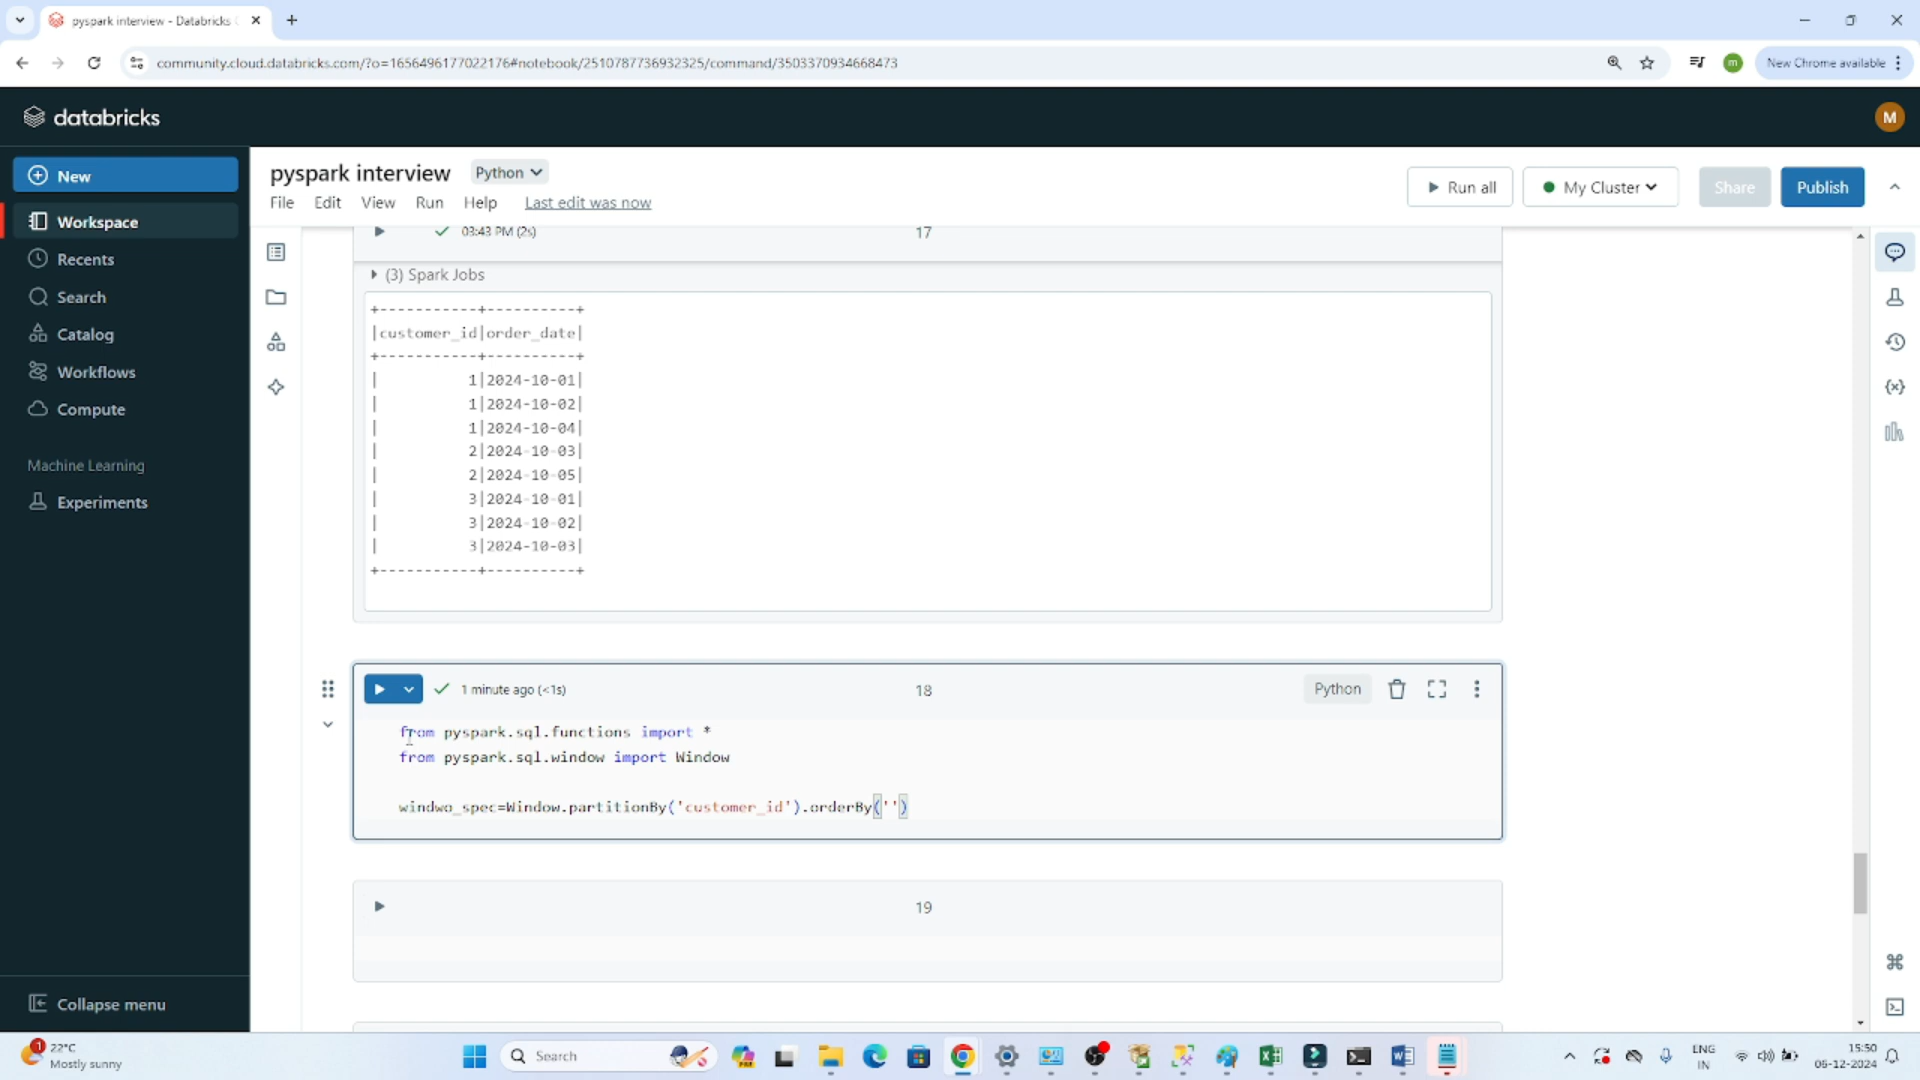 pyspark interview - Databricks
community.cloud.databricks.com/?o=1656496177022176#notebook/2510787736932325/command/3503370934668473
m
New Chrome available
databricks
M
New
Workspace
Recents
Search
Catalog
Workflows
Compute
Machine Learning
Experiments
Collapse menu
pyspark interview
Python
File
Edit
View
Run
Help
Last edit was now
Run all
My Cluster
Share
Publish
03:43 PM (2s)
17
(3) Spark Jobs
+-----------+----------+
|customer_id|order_date|
+-----------+----------+
|          1|2024-10-01|
|          1|2024-10-02|
|          1|2024-10-04|
|          2|2024-10-03|
|          2|2024-10-05|
|          3|2024-10-01|
|          3|2024-10-02|
|          3|2024-10-03|
+-----------+----------+
1 minute ago (<1s)
18
Python
from pyspark.sql.functions import *
from pyspark.sql.window import Window
windwo_spec=Window.partitionBy('customer_id').orderBy('')
19
1
22°C
Mostly sunny
Search
ENG
IN
15:50
06-12-2024